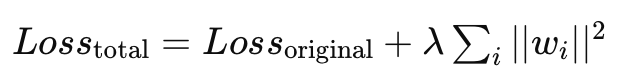 Loss_total = Loss_original + λ ∑_i ||w_i||²